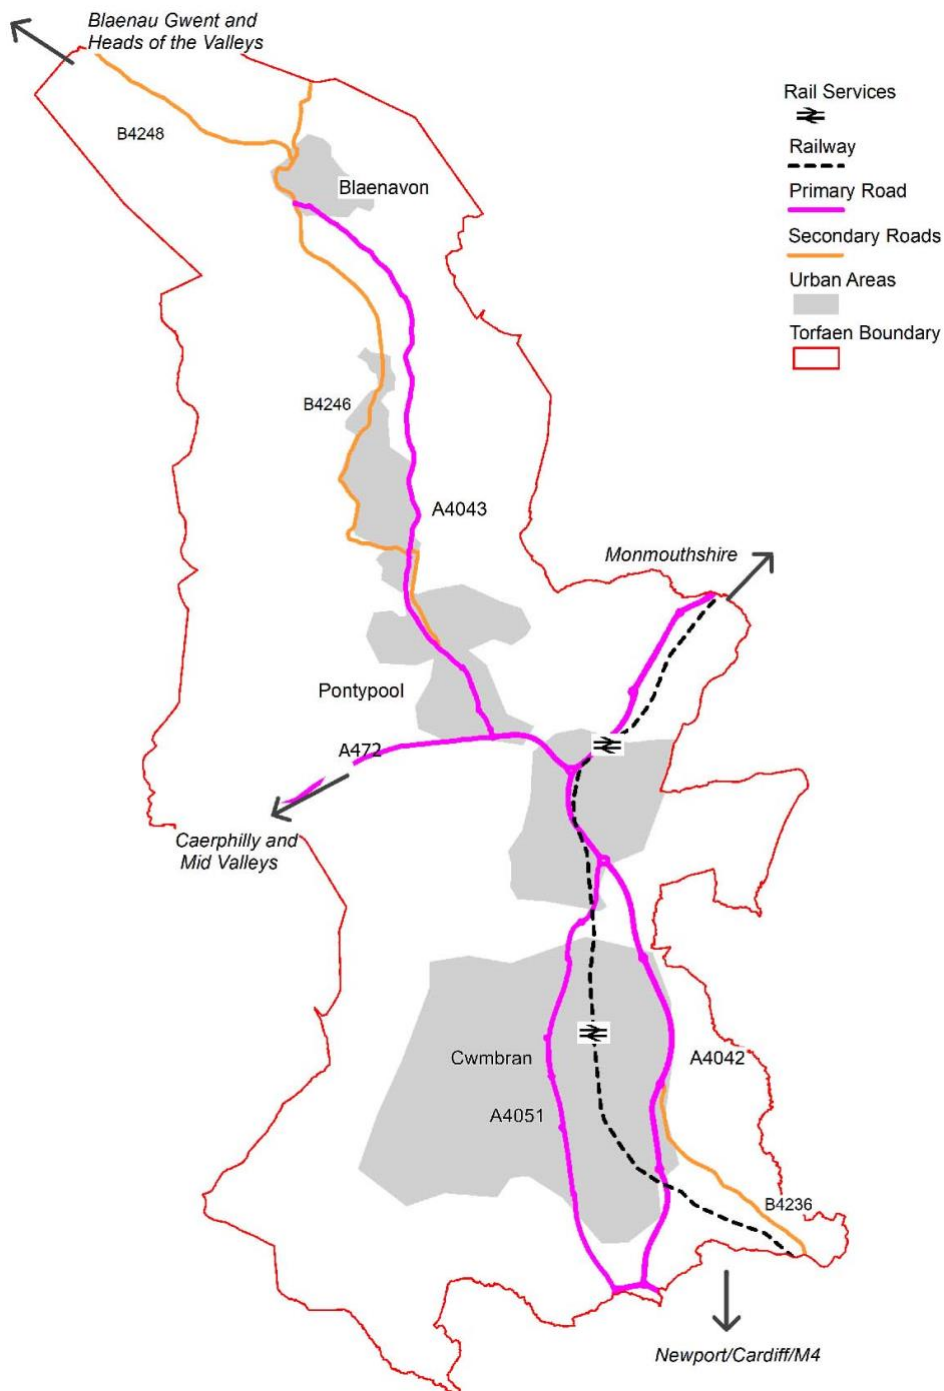 Blaenau Gwent and
Heads of the Valleys
Rail Services
B4248
Railway
Blaenavon
Primary Road
Secondary Roads
Urban Areas
Torfaen Boundary
B4246
A4043
Monmouthshire
Pontypool
A472
Caerphilly and
Mid Valleys
Cwmbran
A4042
A4051
B4236
Newport/Cardiff/M4